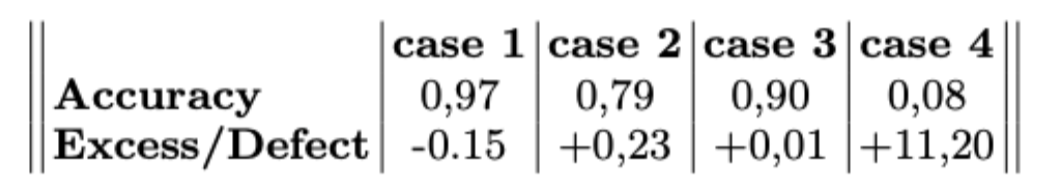 case 1 case 2 case 3 case 4
Accuracy 0,97 0,79 0,90 0,08
Excess/Defect -0.15 +0,23 +0,01 +11,20